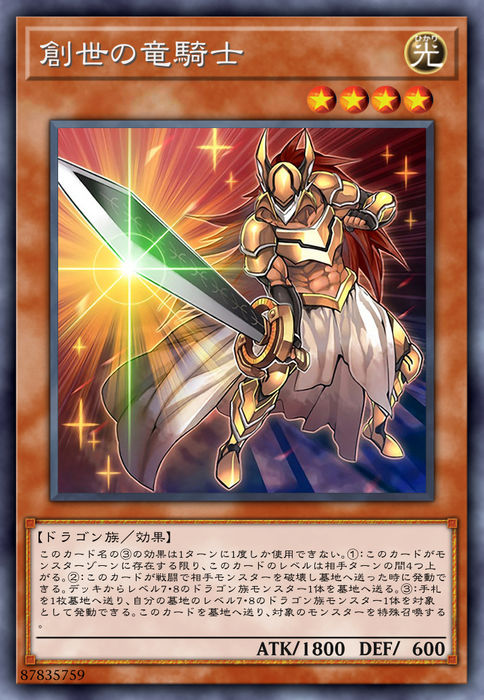 創世の竜騎士
ひかり
光
【ドラゴン族／効果】
このカード名の③の効果は1ターンに1度しか使用できない。①：このカードがモ
ンスターゾーンに存在する限り、このカードのレベルは相手ターンの間4つ上
がる。②：このカードが戦闘で相手モンスターを破壊し墓地へ送った時に発動で
きる。デッキからレベル7・8のドラゴン族モンスター1体を墓地へ送る。③：手札
を1枚墓地へ送り、自分の墓地のレベル7・8のドラゴン族モンスター1体を対象
として発動できる。このカードを墓地へ送り、対象のモンスターを特殊召喚する
。
ATK/1800 DEF/ 600
87835759